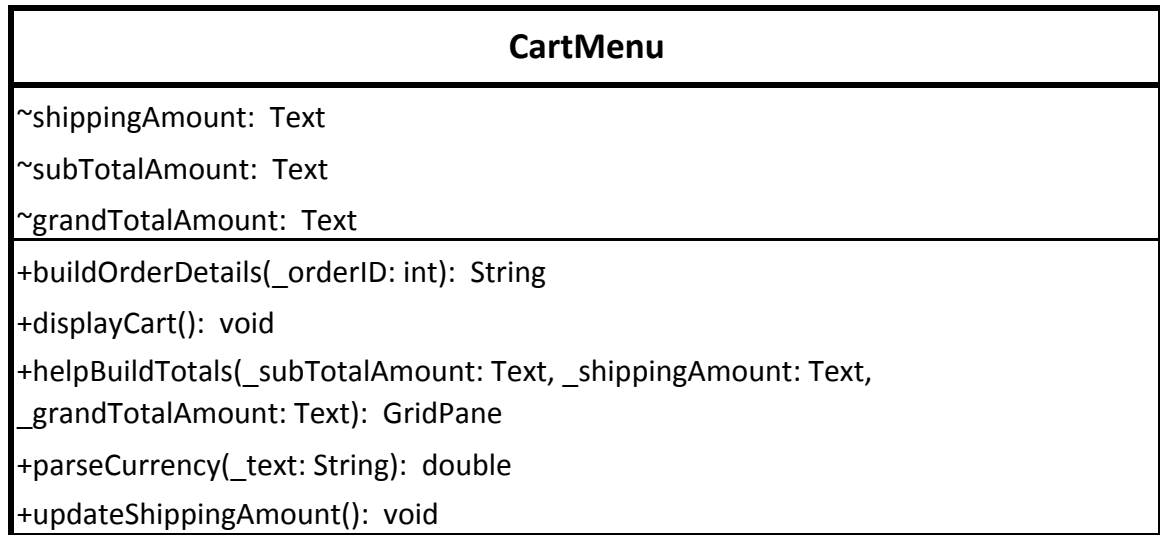 CartMenu
~shippingAmount:  Text
~subTotalAmount:  Text
~grandTotalAmount:  Text
+buildOrderDetails(_orderID: int):  String
+displayCart():  void
+helpBuildTotals(_subTotalAmount: Text, _shippingAmount: Text,
_grandTotalAmount: Text):  GridPane
+parseCurrency(_text: String):  double
+updateShippingAmount():  void